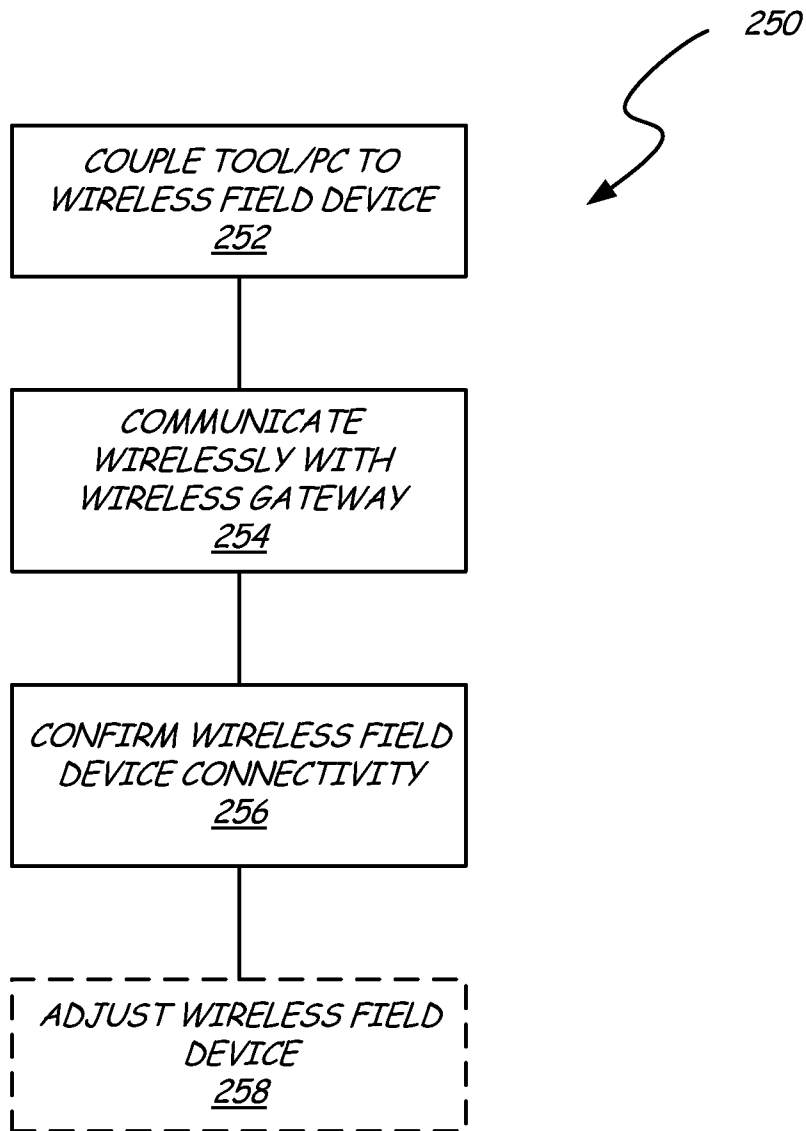 250
COUPLE TOOL/PC TO
WIRELESS FIELD DEVICE
252
COMMUNICATE
WIRELESSLY WITH
WIRELESS GATEWAY
254
CONFIRM WIRELESS FIELD
DEVICE CONNECTIVITY
256
ADJUST WIRELESS FIELD
DEVICE
258